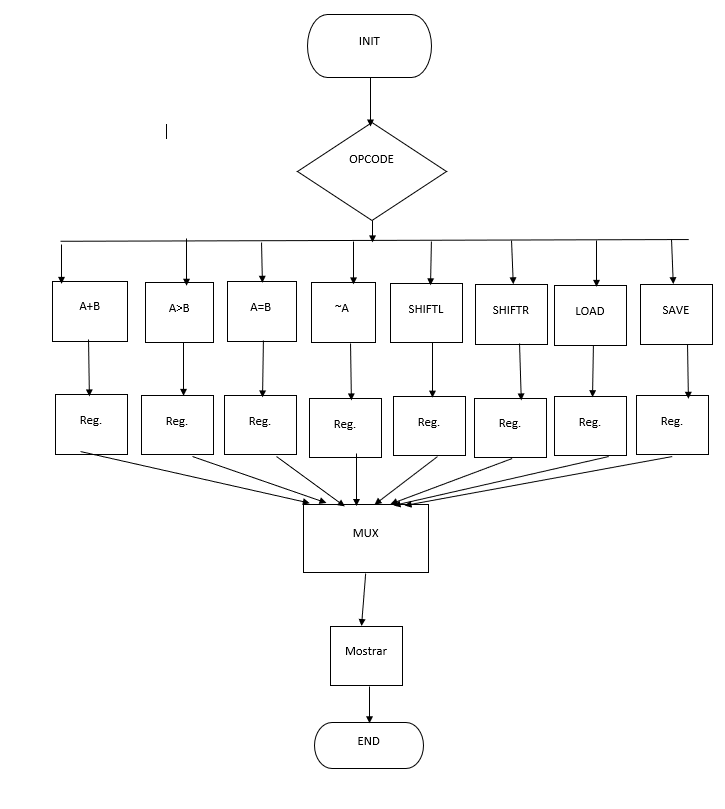 INIT
OPCODE
A+B
A>B
A=B
~A
SHIFTL
SHIFTR
LOAD
SAVE
Reg.
Reg.
Reg.
Reg.
Reg.
Reg.
Reg.
Reg.
MUX
Mostrar
END